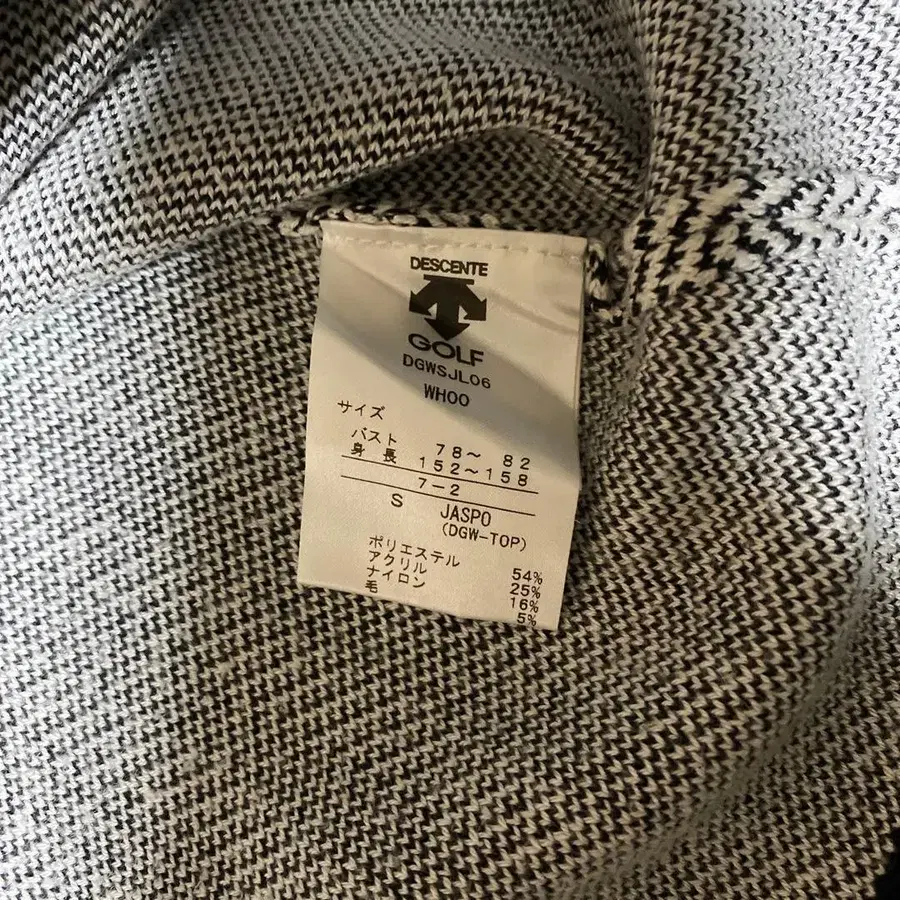 DESCENTE
GOLF
DGWSJL06
WH00
サイズ
バスト 78～ 82
身 長 152～158
7-2
S JASPO
(DGW-TOP)
ポリエステル 54%
アクリル 25%
ナイロン 16%
毛 5%